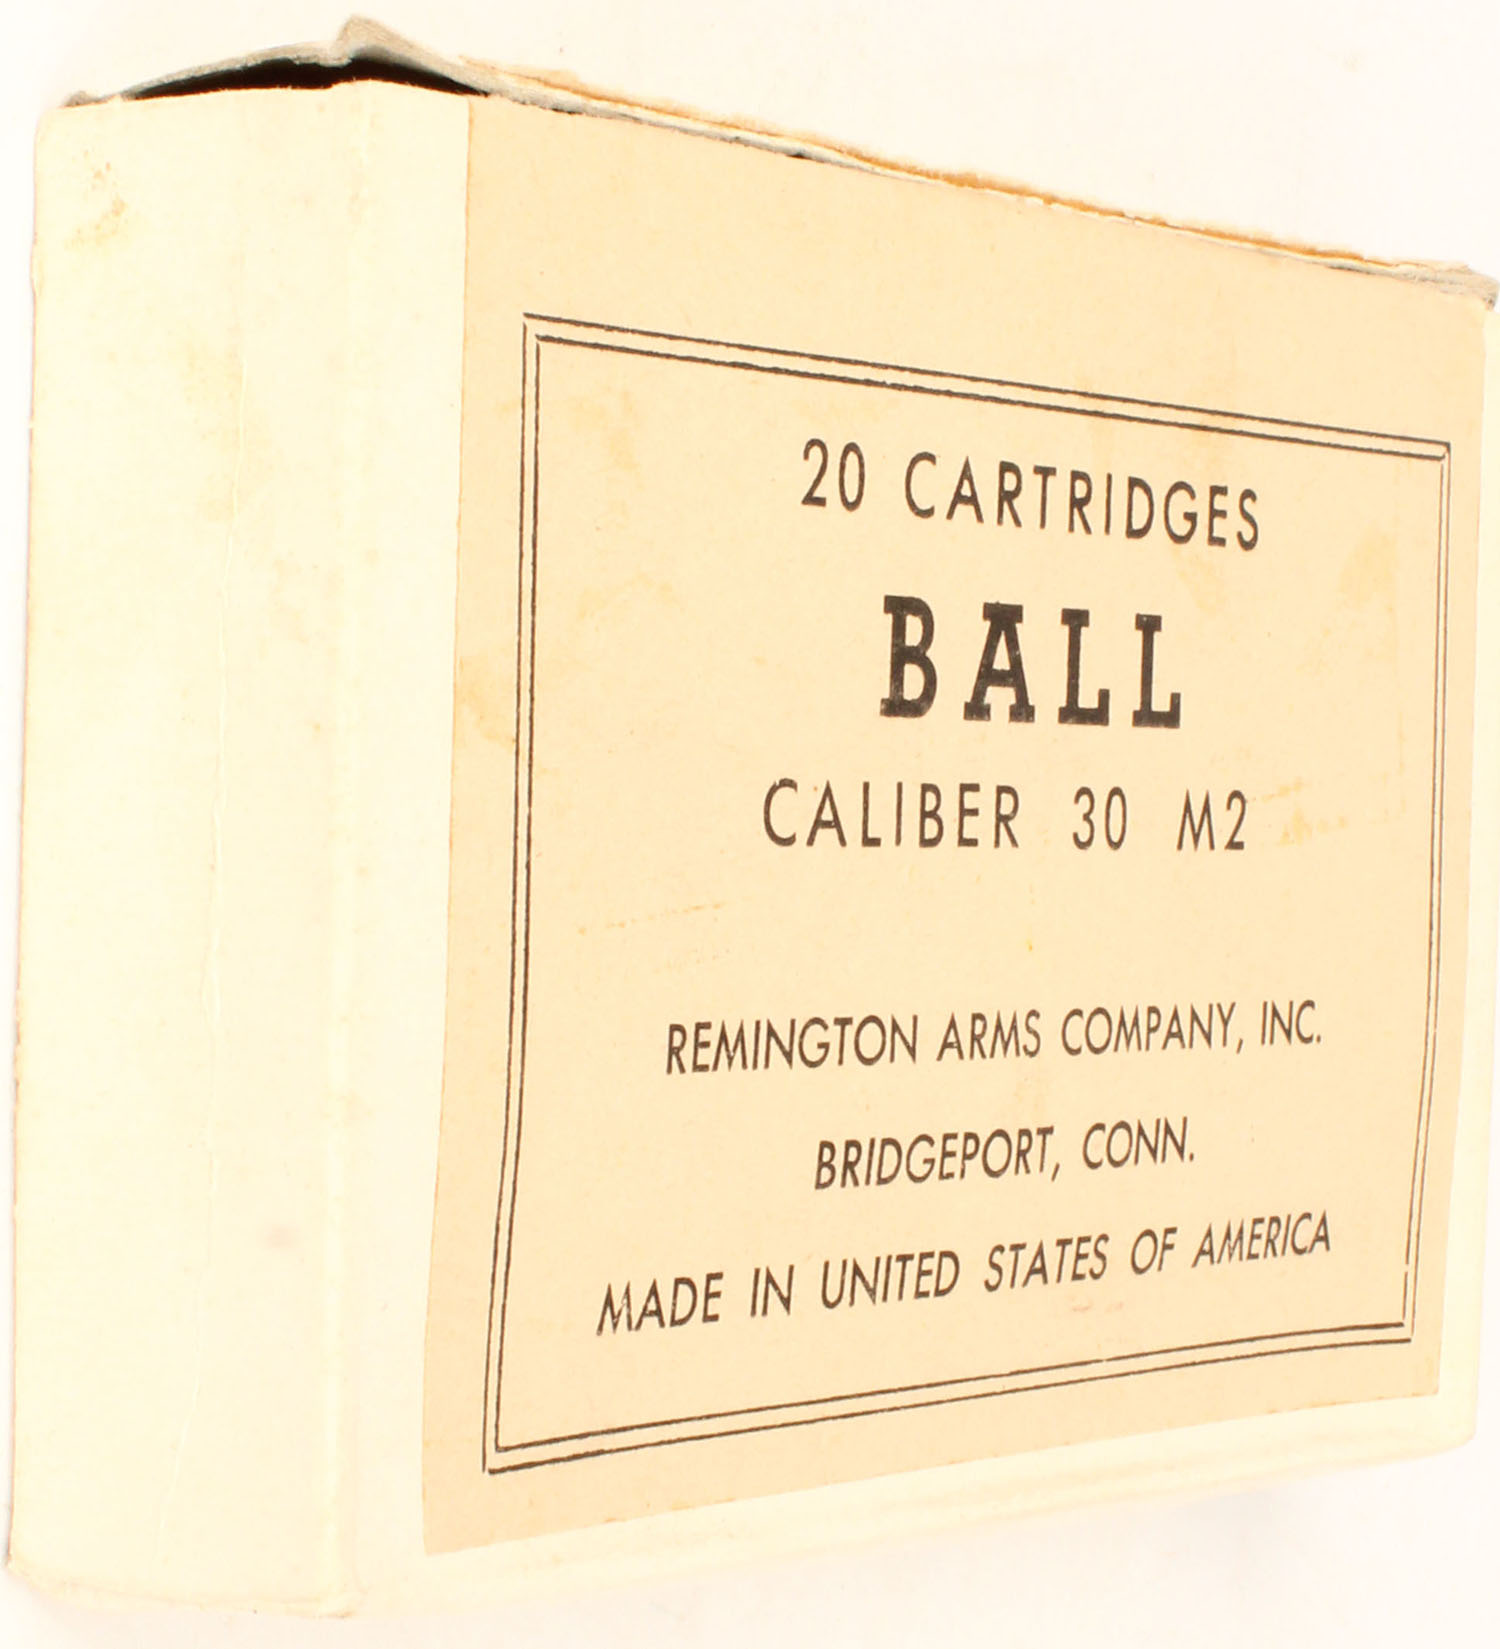 20 CARTRIDGES
BALL
CALIBER 30 M2
REMINGTON ARMS COMPANY, INC.
BRIDGEPORT, CONN.
MADE IN UNITED STATES OF AMERICA